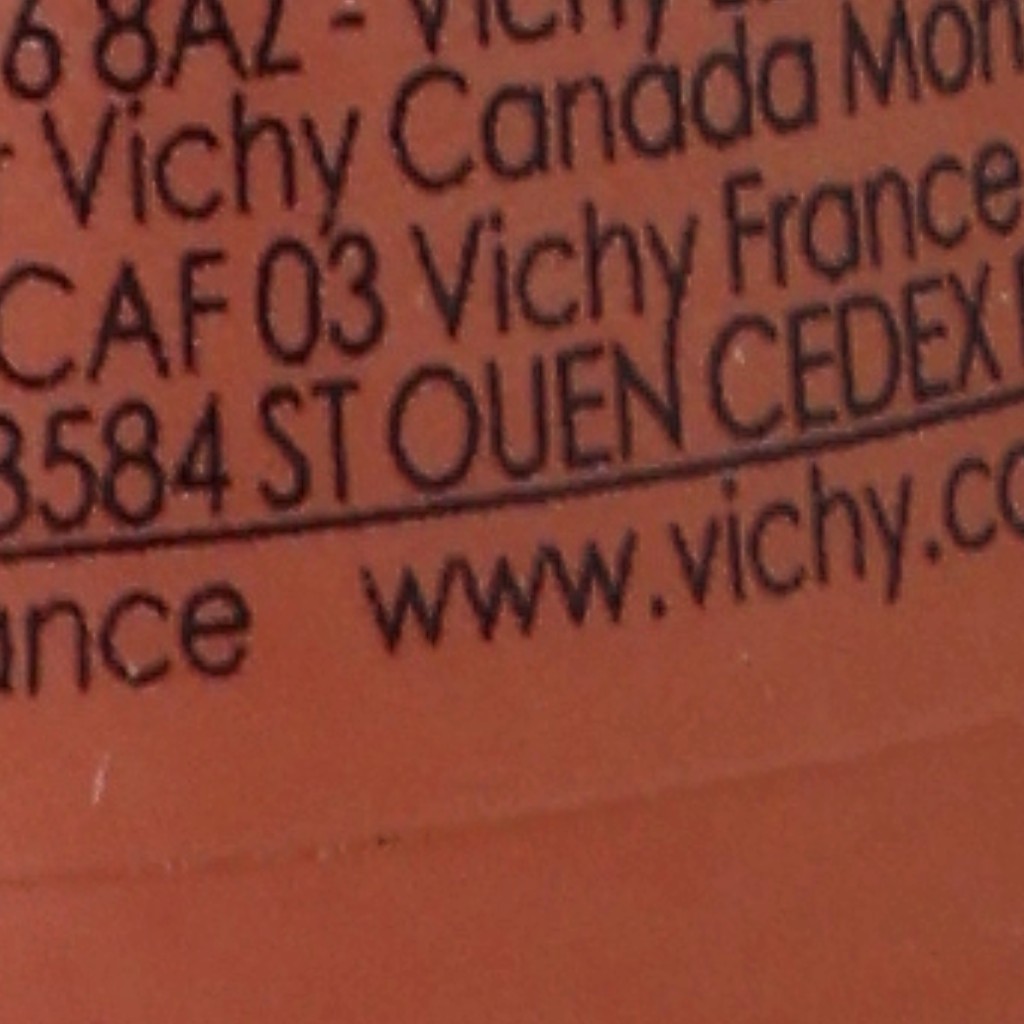 6 8AZ - Vichy
Vichy Canada Mon
CAF 03 Vichy France
3584 ST OUEN CEDEX
ance www.vichy.co